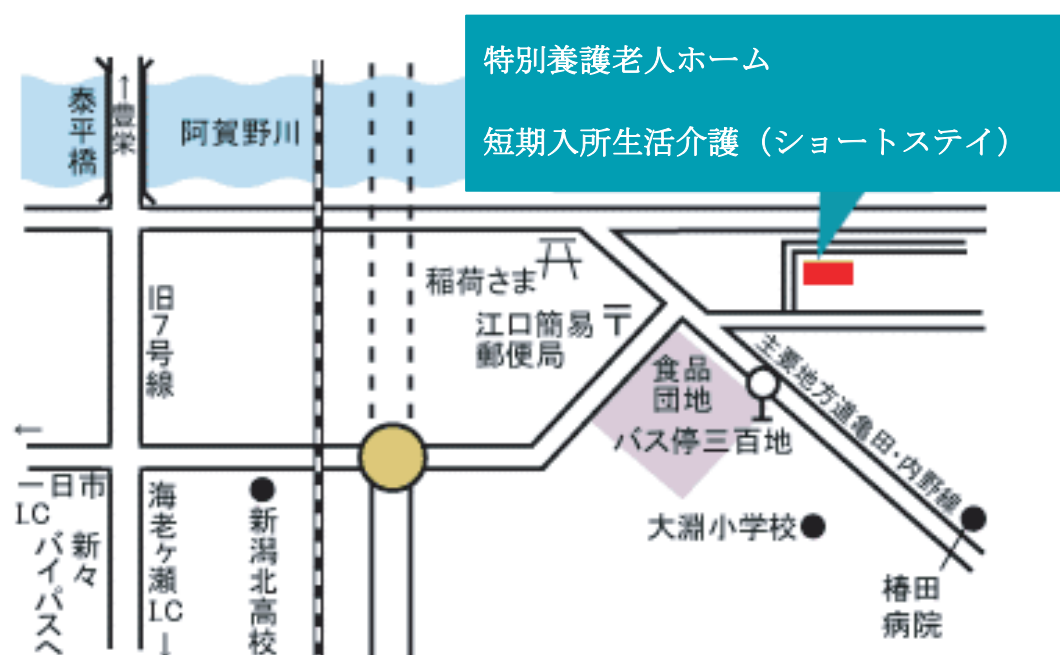 特別養護老人ホーム
短期入所生活介護（ショートステイ）
泰平橋
↑豊栄
阿賀野川
稲荷さま
旧7号線
江口簡易
郵便局
〒
食品
団地
バス停三百地
主要地方道亀田・内野線
←
一日市
I.C
新々
バイパスへ
海老ヶ瀬I.C
↓
新潟北高校
大淵小学校
椿田
病院